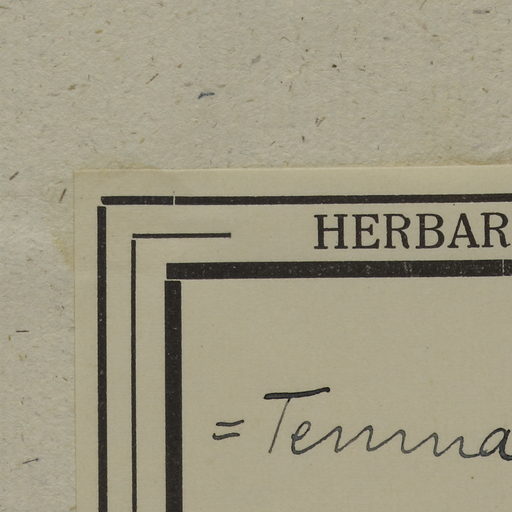 HERBAR
= Temna